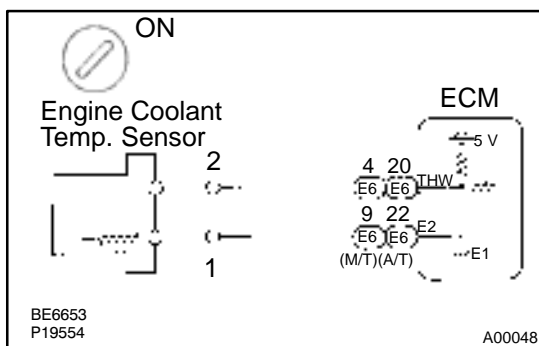 ON
Engine Coolant
Temp. Sensor
ECM
5 V
2
4 20
E6 E6 THW
9 22
E6 E6 E2
1
(M/T)(A/T)
E1
BE6653
P19554
A00048